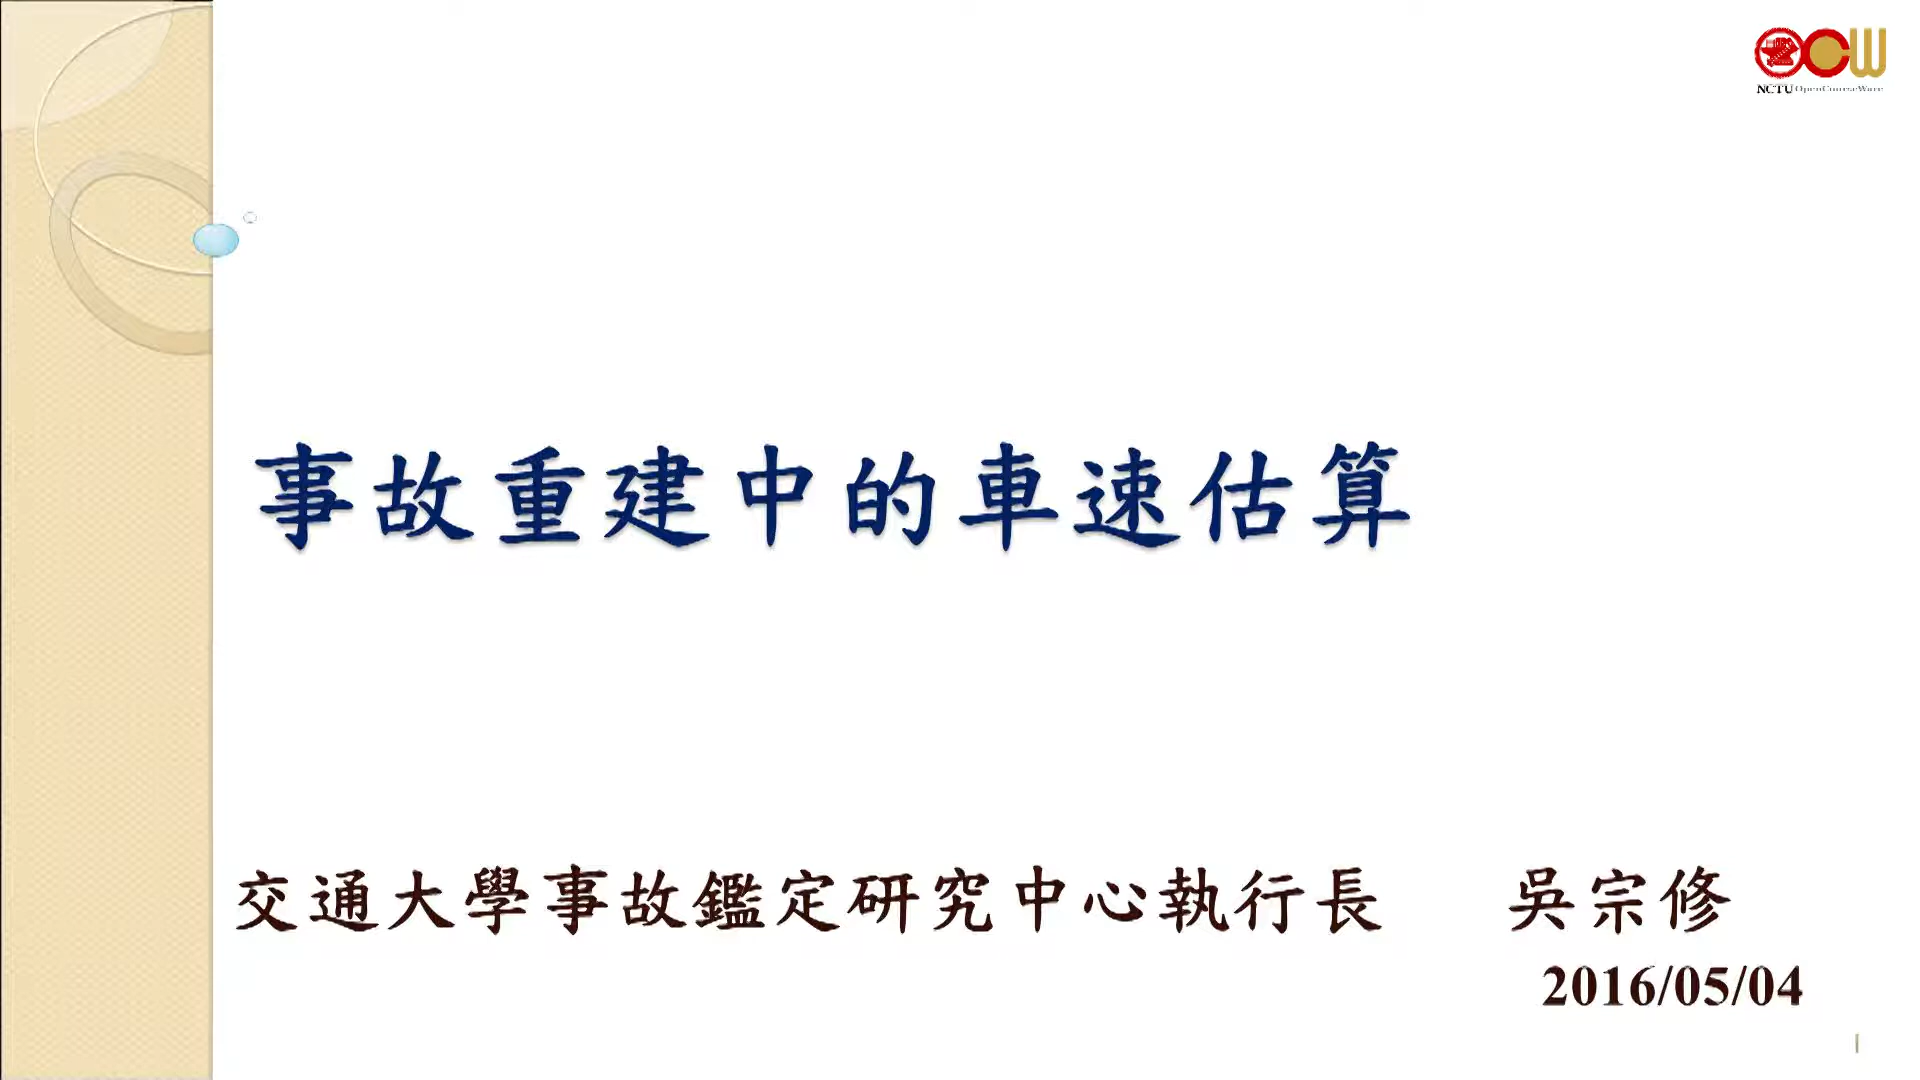 NCTU OpenCourseWare
事故重建中的車速估算
交通大學事故鑑定研究中心執行長 吳宗修
2016/05/04
1